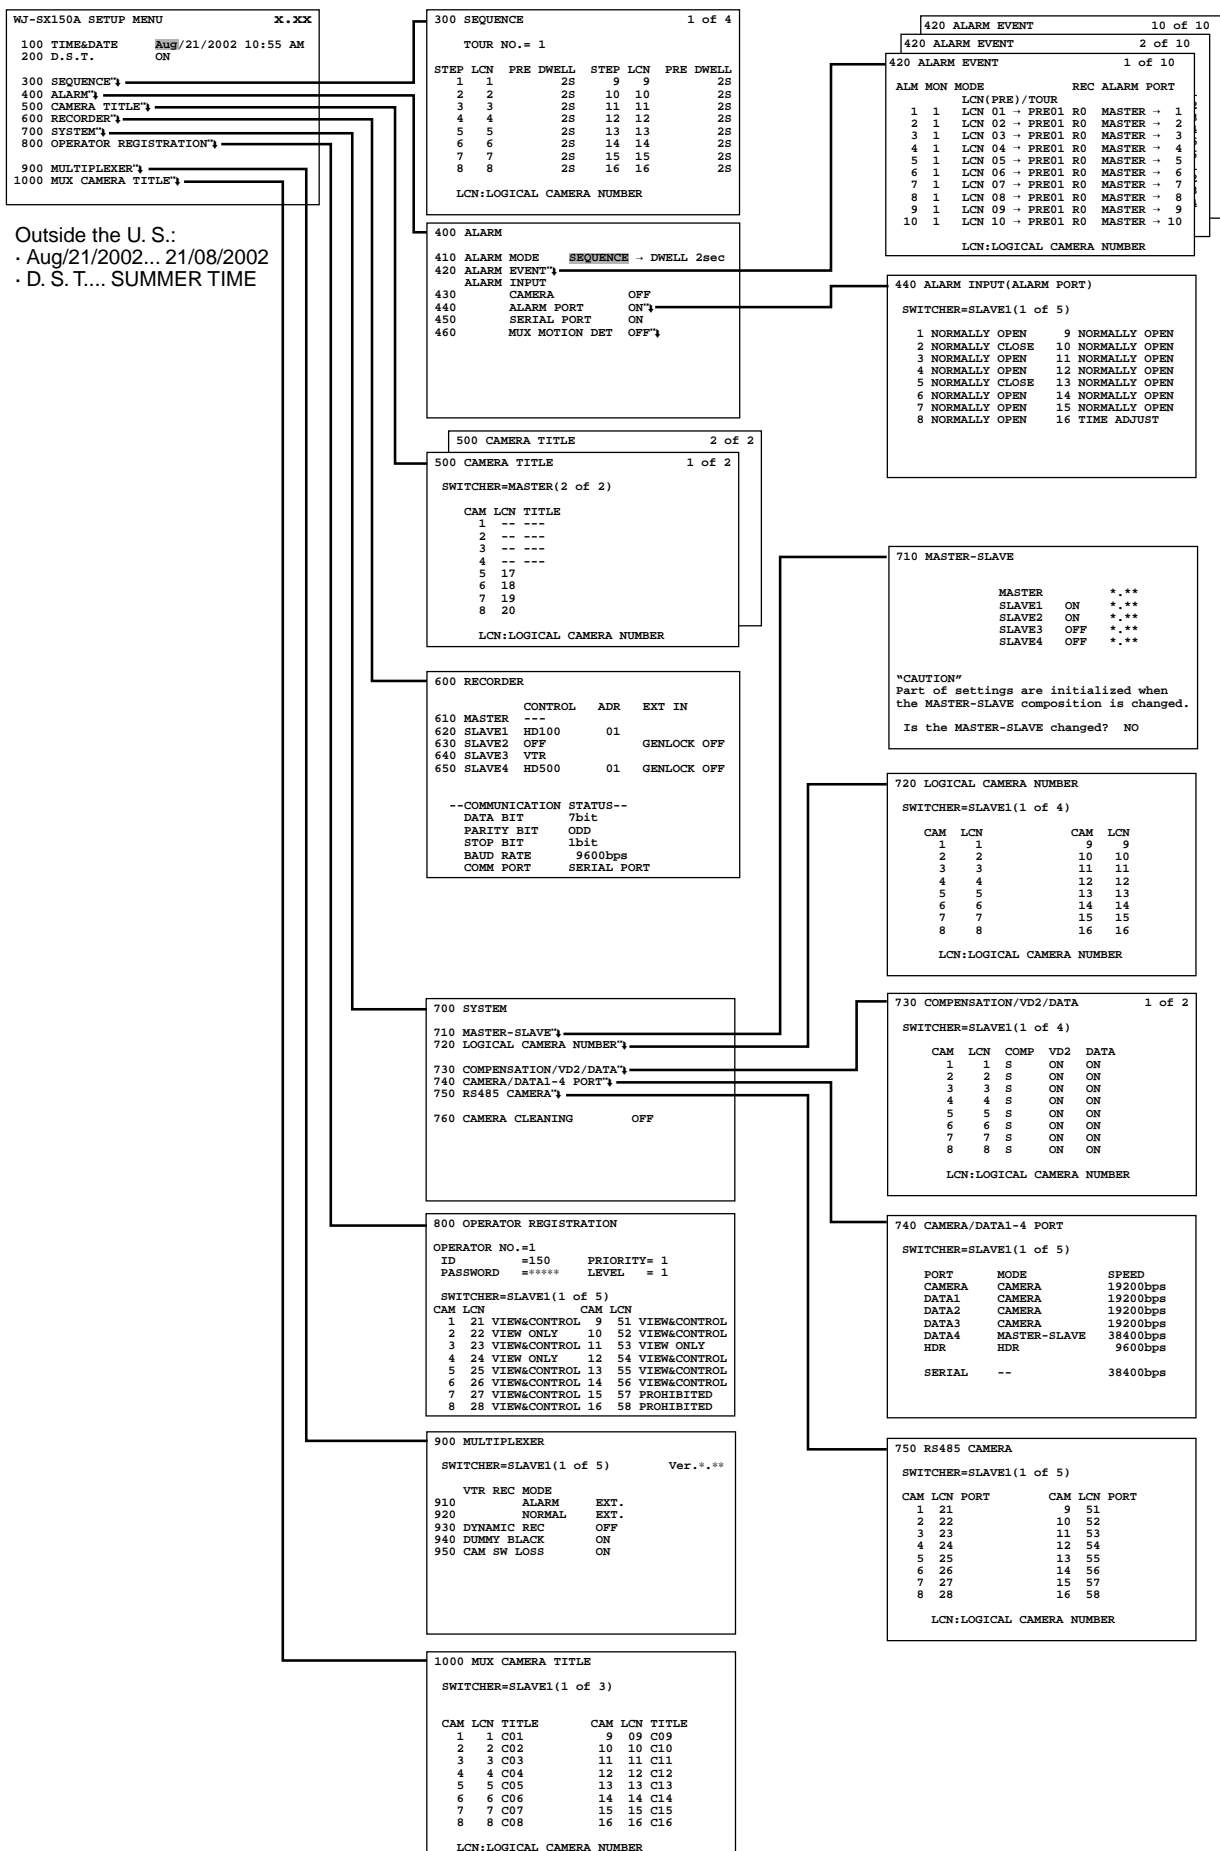 WJ-SX150A SETUP MENU x.xx
100 TIME&DATE Aug/21/2002 10:55 AM
200 D.S.T. ON
300 SEQUENCE
400 ALARM
500 CAMERA TITLE
600 RECORDER
700 SYSTEM
800 OPERATOR REGISTRATION
900 MULTIPLEXER
1000 MUX CAMERA TITLE
Outside the U. S.:
· Aug/21/2002... 21/08/2002
· D. S. T.... SUMMER TIME
300 SEQUENCE 1 of 4
TOUR NO.= 1
STEP LCN PRE DWELL STEP LCN PRE DWELL
1 1 2S 9 9 2S
2 2 2S 10 10 2S
3 3 2S 11 11 2S
4 4 2S 12 12 2S
5 5 2S 13 13 2S
6 6 2S 14 14 2S
7 7 2S 15 15 2S
8 8 2S 16 16 2S
LCN:LOGICAL CAMERA NUMBER
400 ALARM
410 ALARM MODE SEQUENCE → DWELL 2sec
420 ALARM EVENT
ALARM INPUT
430 CAMERA OFF
440 ALARM PORT ON
450 SERIAL PORT ON
460 MUX MOTION DET OFF
500 CAMERA TITLE 2 of 2
500 CAMERA TITLE 1 of 2
SWITCHER=MASTER(2 of 2)
CAM LCN TITLE
1 -- ---
2 -- ---
3 -- ---
4 -- ---
5 17
6 18
7 19
8 20
LCN:LOGICAL CAMERA NUMBER
600 RECORDER
CONTROL ADR EXT IN
610 MASTER ---
620 SLAVE1 HD100 01
630 SLAVE2 OFF GENLOCK OFF
640 SLAVE3 VTR
650 SLAVE4 HD500 01 GENLOCK OFF
--COMMUNICATION STATUS--
DATA BIT 7bit
PARITY BIT ODD
STOP BIT 1bit
BAUD RATE 9600bps
COMM PORT SERIAL PORT
700 SYSTEM
710 MASTER-SLAVE
720 LOGICAL CAMERA NUMBER
730 COMPENSATION/VD2/DATA
740 CAMERA/DATA1-4 PORT
750 RS485 CAMERA
760 CAMERA CLEANING OFF
800 OPERATOR REGISTRATION
OPERATOR NO.=1
ID =150 PRIORITY= 1
PASSWORD =***** LEVEL = 1
SWITCHER=SLAVE1(1 of 5)
CAM LCN CAM LCN
1 21 VIEW&CONTROL 9 51 VIEW&CONTROL
2 22 VIEW ONLY 10 52 VIEW&CONTROL
3 23 VIEW&CONTROL 11 53 VIEW ONLY
4 24 VIEW ONLY 12 54 VIEW&CONTROL
5 25 VIEW&CONTROL 13 55 VIEW&CONTROL
6 26 VIEW&CONTROL 14 56 VIEW&CONTROL
7 27 VIEW&CONTROL 15 57 PROHIBITED
8 28 VIEW&CONTROL 16 58 PROHIBITED
900 MULTIPLEXER
SWITCHER=SLAVE1(1 of 5) Ver.*.**
VTR REC MODE
910 ALARM EXT.
920 NORMAL EXT.
930 DYNAMIC REC OFF
940 DUMMY BLACK ON
950 CAM SW LOSS ON
1000 MUX CAMERA TITLE
SWITCHER=SLAVE1(1 of 3)
CAM LCN TITLE CAM LCN TITLE
1 1 C01 9 09 C09
2 2 C02 10 10 C10
3 3 C03 11 11 C11
4 4 C04 12 12 C12
5 5 C05 13 13 C13
6 6 C06 14 14 C14
7 7 C07 15 15 C15
8 8 C08 16 16 C16
LCN:LOGICAL CAMERA NUMBER
420 ALARM EVENT 10 of 10
420 ALARM EVENT 2 of 10
420 ALARM EVENT 1 of 10
ALM MON MODE REC ALARM PORT
LCN(PRE)/TOUR
1 1 LCN 01 → PRE01 R0 MASTER → 1
2 1 LCN 02 → PRE01 R0 MASTER → 2
3 1 LCN 03 → PRE01 R0 MASTER → 3
4 1 LCN 04 → PRE01 R0 MASTER → 4
5 1 LCN 05 → PRE01 R0 MASTER → 5
6 1 LCN 06 → PRE01 R0 MASTER → 6
7 1 LCN 07 → PRE01 R0 MASTER → 7
8 1 LCN 08 → PRE01 R0 MASTER → 8
9 1 LCN 09 → PRE01 R0 MASTER → 9
10 1 LCN 10 → PRE01 R0 MASTER → 10
LCN:LOGICAL CAMERA NUMBER
440 ALARM INPUT(ALARM PORT)
SWITCHER=SLAVE1(1 of 5)
1 NORMALLY OPEN 9 NORMALLY OPEN
2 NORMALLY CLOSE 10 NORMALLY OPEN
3 NORMALLY OPEN 11 NORMALLY OPEN
4 NORMALLY OPEN 12 NORMALLY OPEN
5 NORMALLY CLOSE 13 NORMALLY OPEN
6 NORMALLY OPEN 14 NORMALLY OPEN
7 NORMALLY OPEN 15 NORMALLY OPEN
8 NORMALLY OPEN 16 TIME ADJUST
710 MASTER-SLAVE
MASTER *.**
SLAVE1 ON *.**
SLAVE2 ON *.**
SLAVE3 OFF *.**
SLAVE4 OFF *.**
“CAUTION”
Part of settings are initialized when
the MASTER-SLAVE composition is changed.
Is the MASTER-SLAVE changed? NO
720 LOGICAL CAMERA NUMBER
SWITCHER=SLAVE1(1 of 4)
CAM LCN CAM LCN
1 1 9 9
2 2 10 10
3 3 11 11
4 4 12 12
5 5 13 13
6 6 14 14
7 7 15 15
8 8 16 16
LCN:LOGICAL CAMERA NUMBER
730 COMPENSATION/VD2/DATA 1 of 2
SWITCHER=SLAVE1(1 of 4)
CAM LCN COMP VD2 DATA
1 1 S ON ON
2 2 S ON ON
3 3 S ON ON
4 4 S ON ON
5 5 S ON ON
6 6 S ON ON
7 7 S ON ON
8 8 S ON ON
LCN:LOGICAL CAMERA NUMBER
740 CAMERA/DATA1-4 PORT
SWITCHER=SLAVE1(1 of 5)
PORT MODE SPEED
CAMERA CAMERA 19200bps
DATA1 CAMERA 19200bps
DATA2 CAMERA 19200bps
DATA3 CAMERA 19200bps
DATA4 MASTER-SLAVE 38400bps
HDR HDR 9600bps
SERIAL -- 38400bps
750 RS485 CAMERA
SWITCHER=SLAVE1(1 of 5)
CAM LCN PORT CAM LCN PORT
1 21 9 51
2 22 10 52
3 23 11 53
4 24 12 54
5 25 13 55
6 26 14 56
7 27 15 57
8 28 16 58
LCN:LOGICAL CAMERA NUMBER